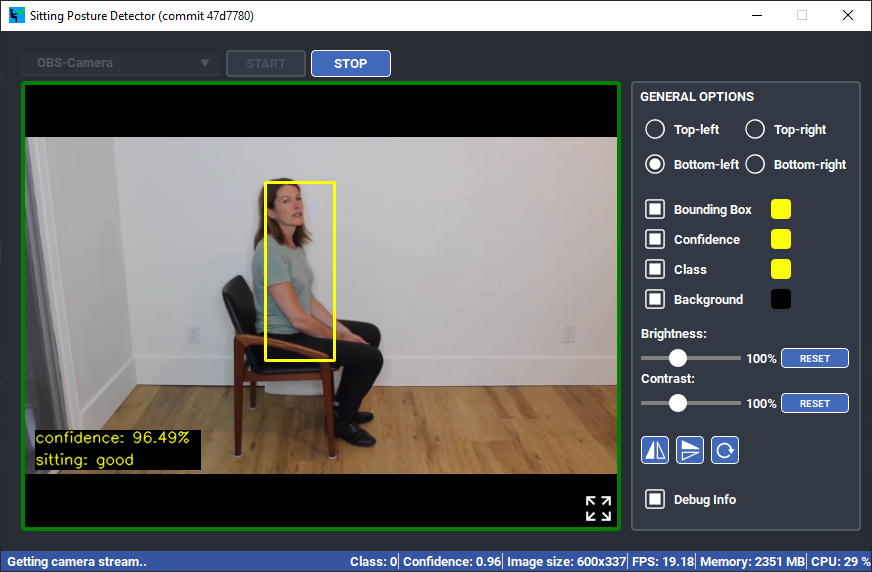 Sitting Posture Detector (commit 47d7780)
OBS-Camera
START
STOP
GENERAL OPTIONS
Top-left
Top-right
Bottom-left
Bottom-right
Bounding Box
Confidence
Class
Background
Brightness:
100%
RESET
Contrast:
100%
RESET
Debug Info
confidence: 96.49%
sitting: good
Getting camera stream..
Class: 0
Confidence: 0.96
Image size: 600x337
FPS: 19.18
Memory: 2351 MB
CPU: 29 %